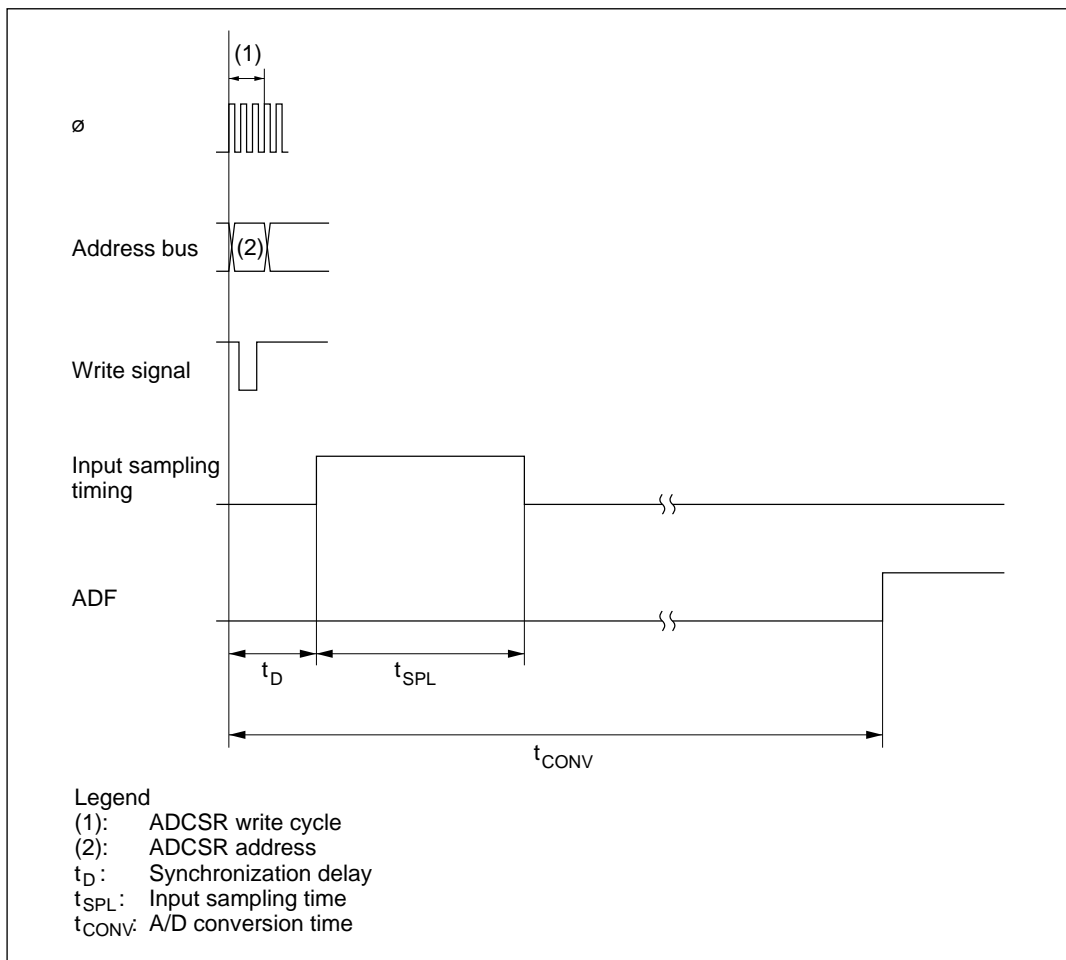 (1)
ø
Address bus
(2)
Write signal
Input sampling
timing
ADF
tD
tSPL
tCONV
Legend
(1): ADCSR write cycle
(2): ADCSR address
tD: Synchronization delay
tSPL: Input sampling time
tCONV: A/D conversion time